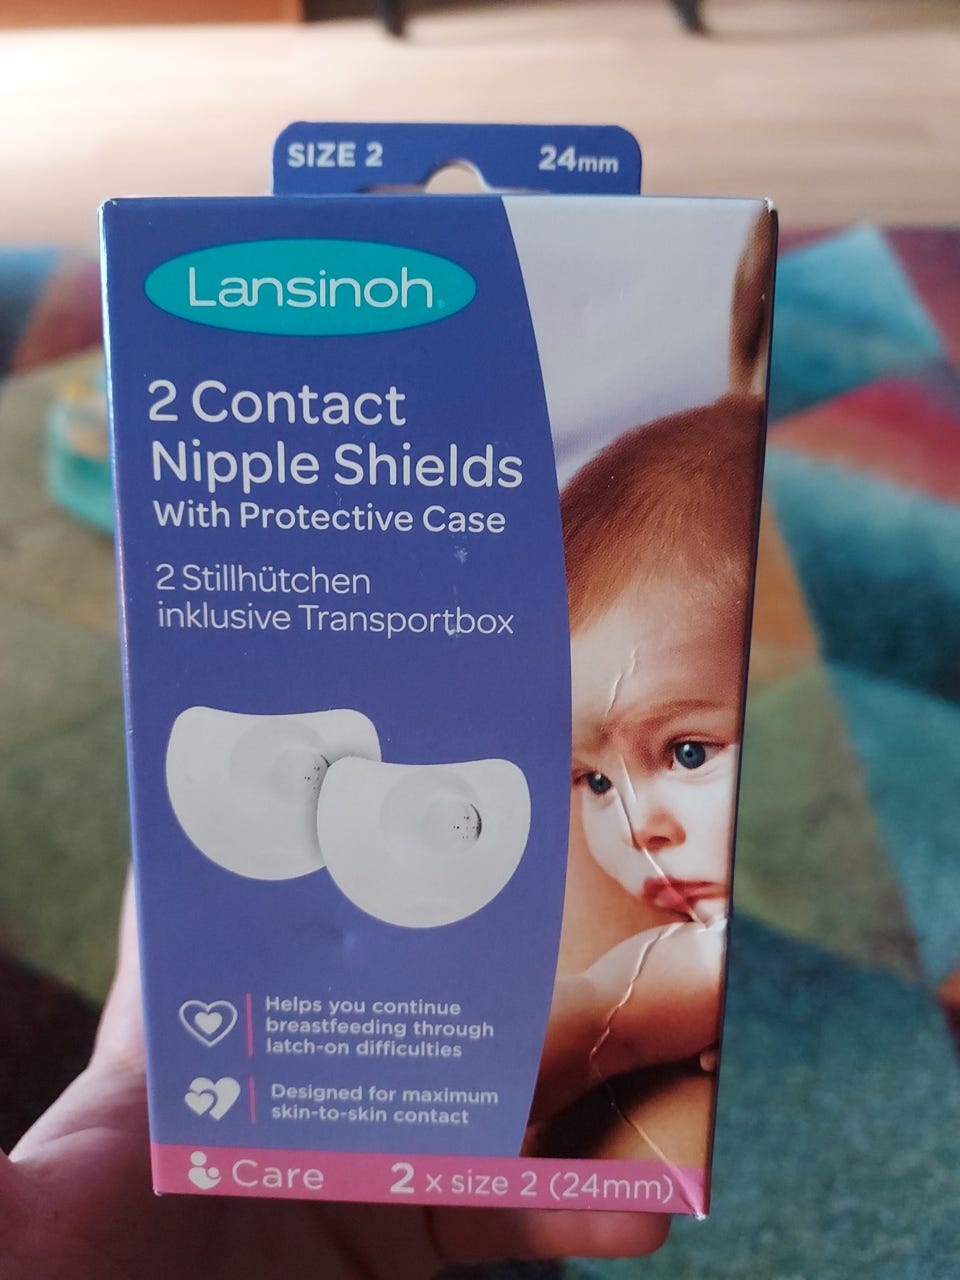 SIZE 2 24mm
Lansinoh®
2 Contact
Nipple Shields
With Protective Case
2 Stillhütchen
inklusive Transportbox
Helps you continue
breastfeeding through
latch-on difficulties
Designed for maximum
skin-to-skin contact
Care 2 x size 2 (24mm)